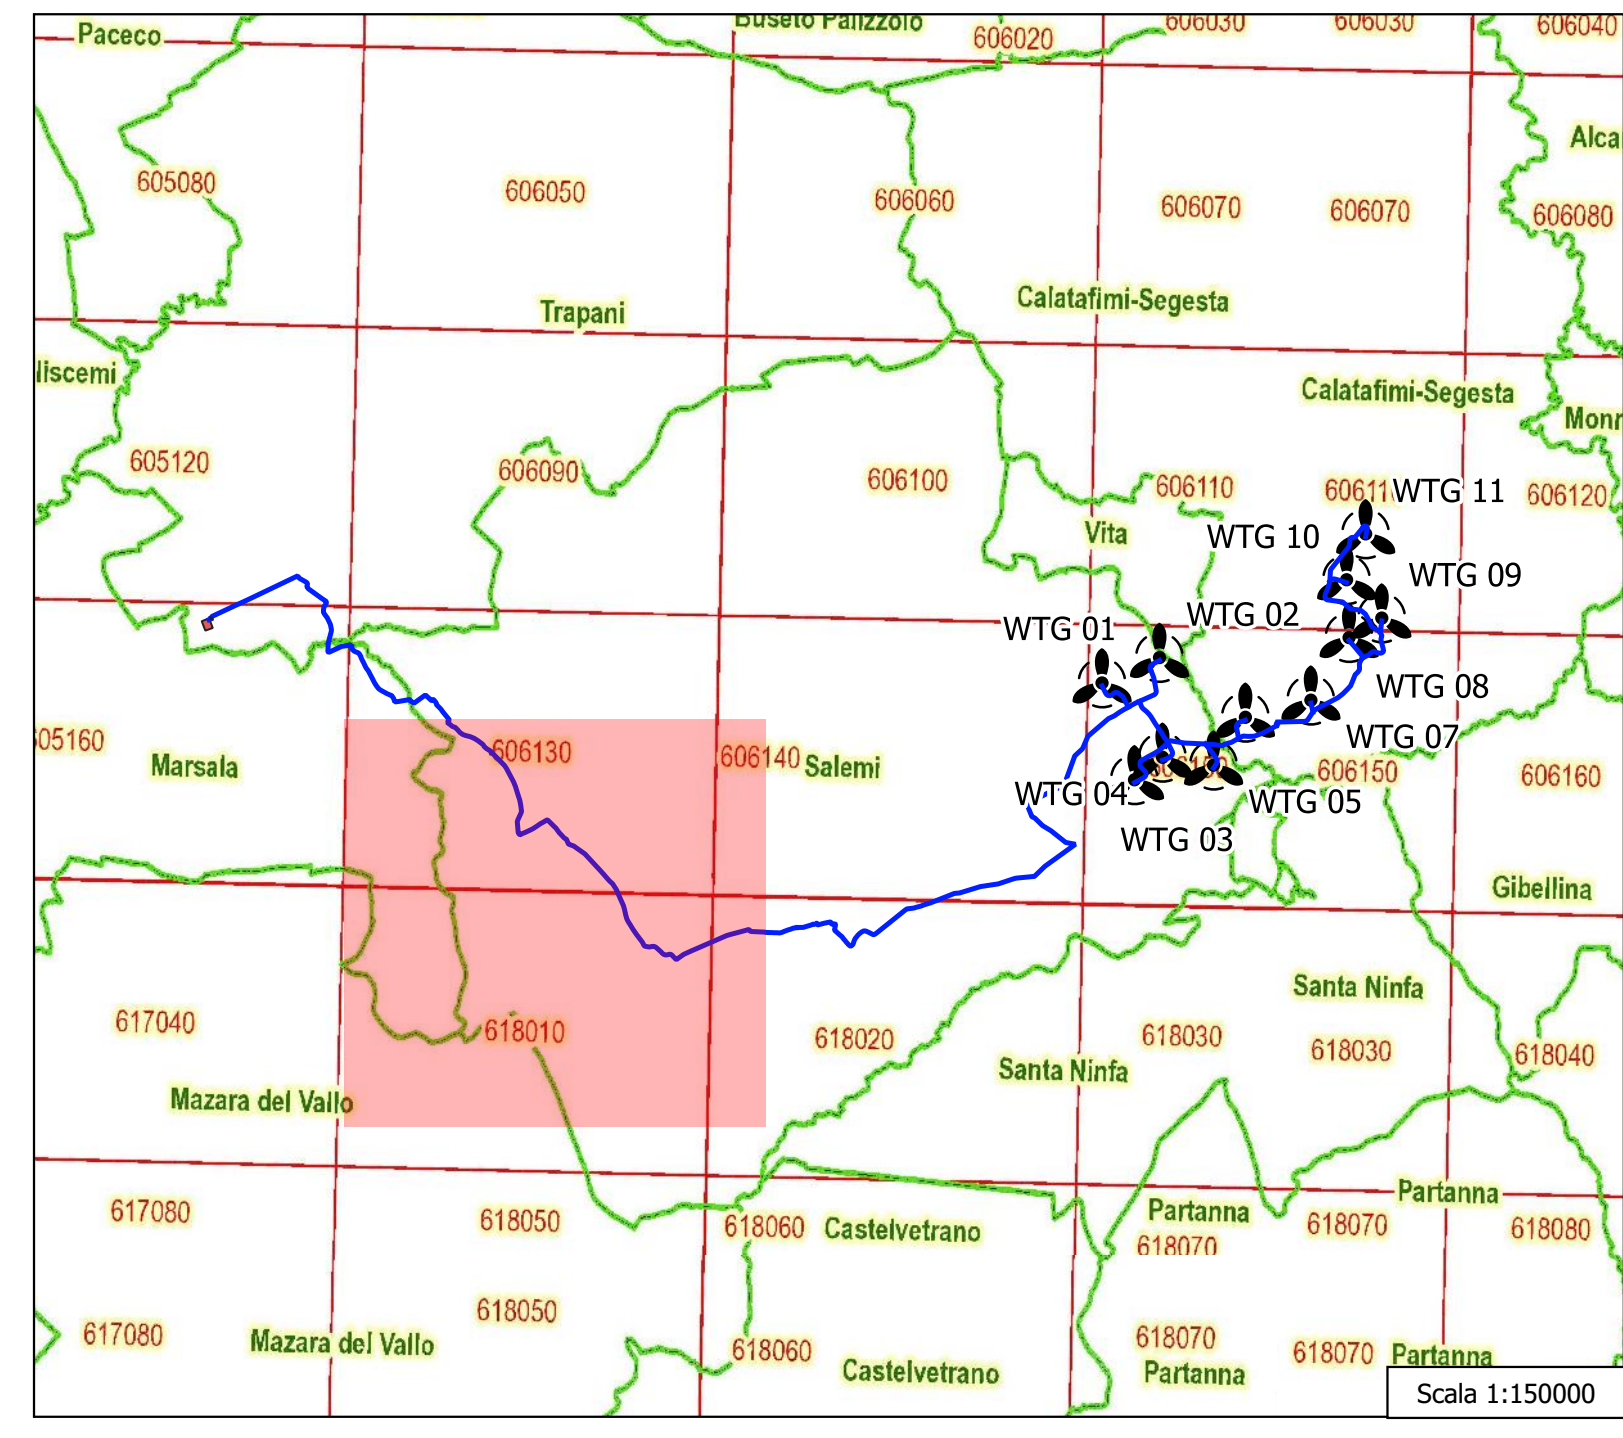 Buseto Palizzolo
606030
606030
606040
Paceco
606020
Alca
605080
606050
606060
606070
606070
606080
Calatafimi-Segesta
Trapani
liscemi
Calatafimi-Segesta
Monr
605120
606090
606100
606110
60611
WTG 11
606120
Vita
WTG 10
WTG 09
WTG 01
WTG 02
WTG 08
605160
Marsala
606130
606140
Salemi
WTG 07
606150
606160
WTG 04
WTG 05
WTG 03
Gibellina
Santa Ninfa
617040
618010
618020
618030
618030
618040
Santa Ninfa
Mazara del Vallo
Partanna
617080
618050
618060
Castelvetrano
Partanna
618070
618070
618080
618050
617080
Mazara del Vallo
618060
618070
618070
Partanna
Castelvetrano
Partanna
Scala 1:150000